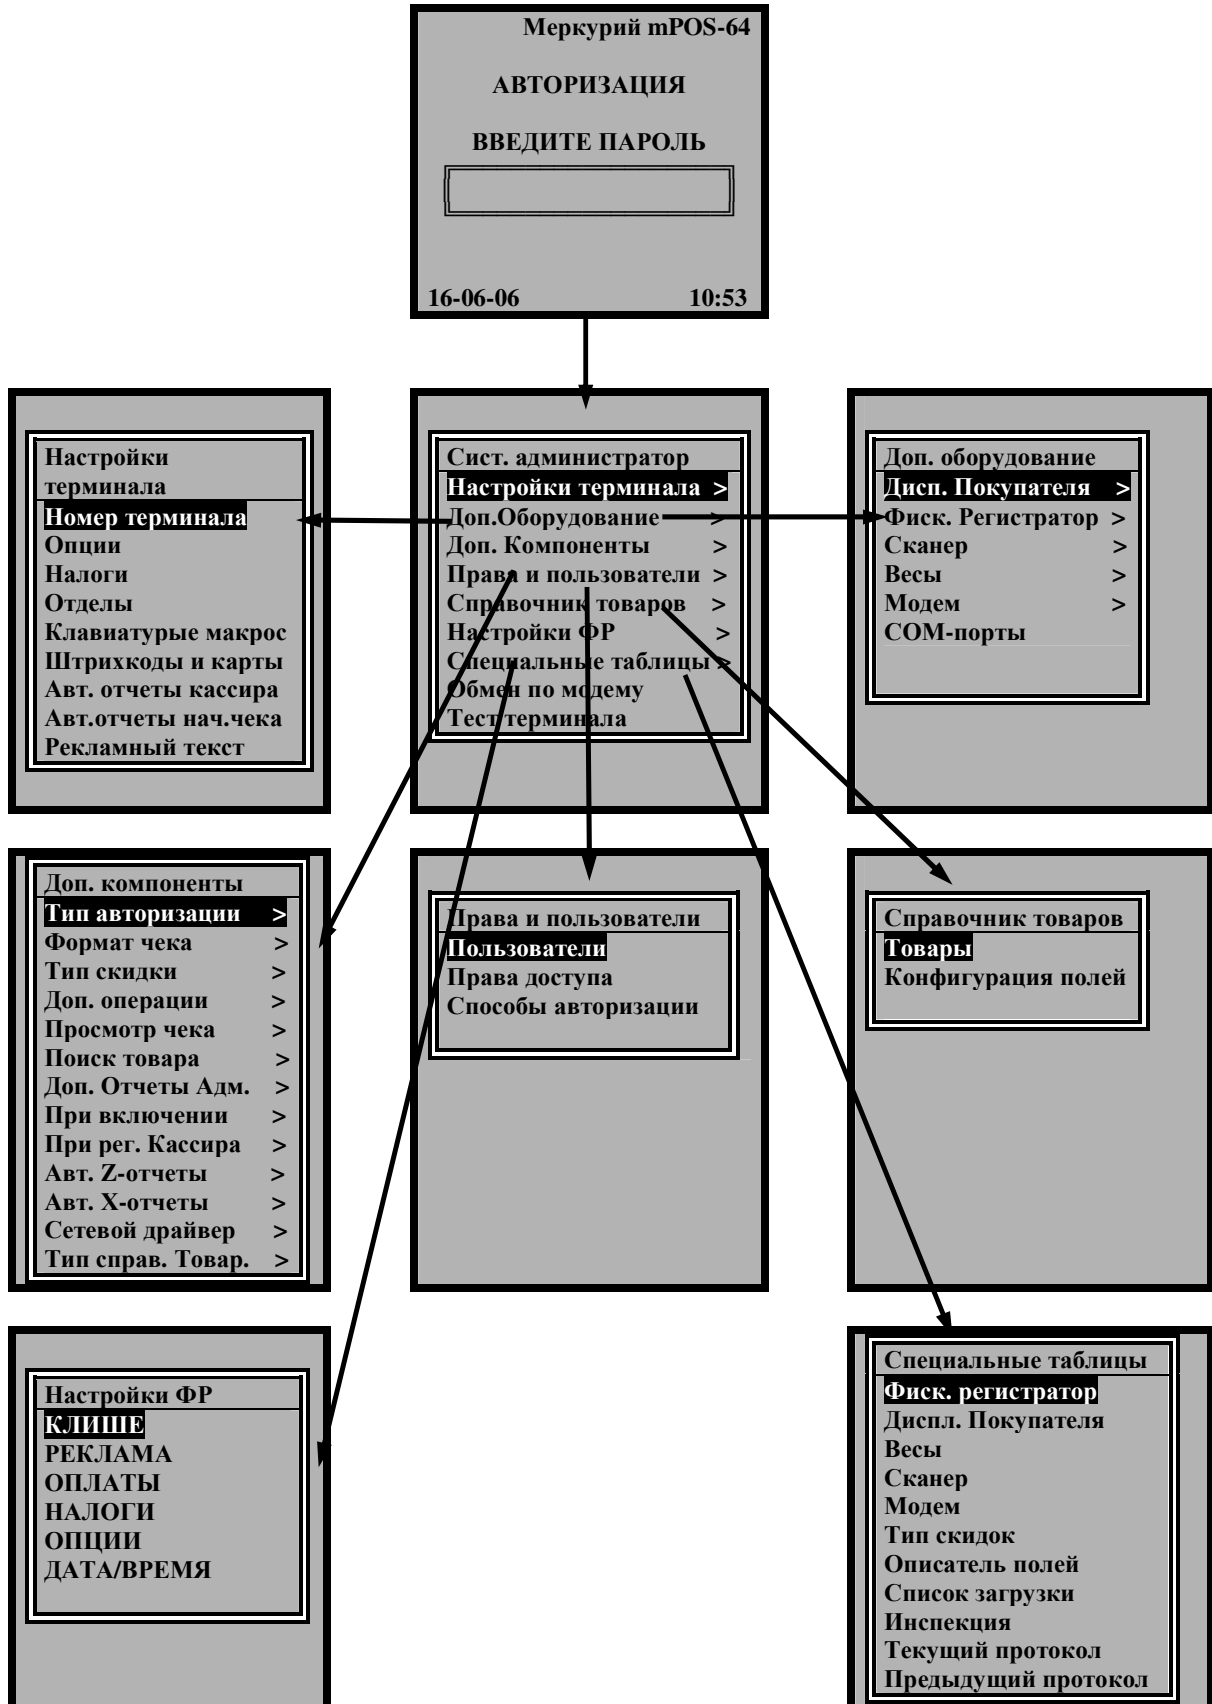 Меркурий mPOS-64
АВТОРИЗАЦИЯ
ВВЕДИТЕ ПАРОЛЬ
16-06-06 10:53
Настройки
терминала
Номер терминала
Опции
Налоги
Отделы
Клавиатурые макрос
Штрихкоды и карты
Авт. отчеты кассира
Авт.отчеты нач.чека
Рекламный текст
Сист. администратор
Настройки терминала >
Доп.Оборудование >
Доп. Компоненты >
Права и пользователи >
Справочник товаров >
Настройки ФР >
Специальные таблицы >
Обмен по модему
Тест терминала
Доп. оборудование
Дисп. Покупателя >
Фиск. Регистратор >
Сканер >
Весы >
Модем >
COM-порты
Доп. компоненты
Тип авторизации >
Формат чека >
Тип скидки >
Доп. операции >
Просмотр чека >
Поиск товара >
Доп. Отчеты Адм. >
При включении >
При рег. Кассира >
Авт. Z-отчеты >
Авт. X-отчеты >
Сетевой драйвер >
Тип справ. Товар. >
Права и пользователи
Пользователи
Права доступа
Способы авторизации
Справочник товаров
Товары
Конфигурация полей
Настройки ФР
КЛИШЕ
РЕКЛАМА
ОПЛАТЫ
НАЛОГИ
ОПЦИИ
ДАТА/ВРЕМЯ
Специальные таблицы
Фиск. регистратор
Диспл. Покупателя
Весы
Сканер
Модем
Тип скидок
Описатель полей
Список загрузки
Инспекция
Текущий протокол
Предыдущий протокол